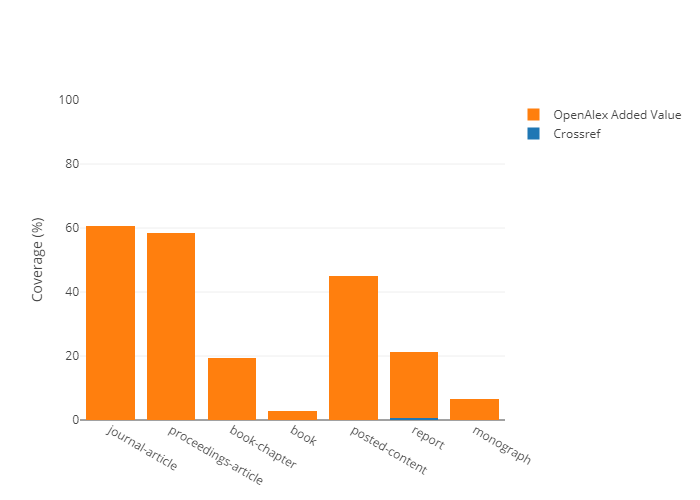 100
80
60
40
20
0
Coverage (%)
journal-article
proceedings-article
book-chapter
book
posted-content
report
monograph
OpenAlex Added Value
Crossref